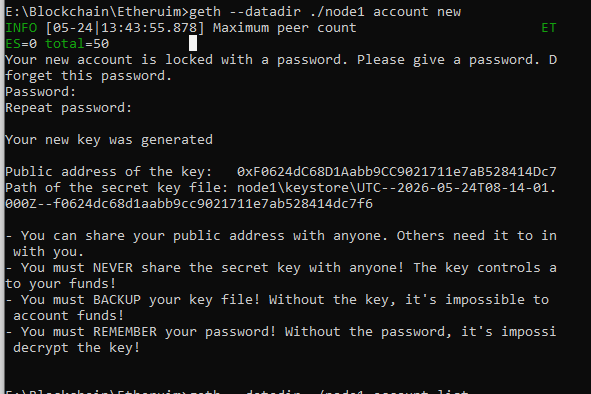 E:\Blockchain\Etheruim>geth --datadir ./node1 account new
INFO [05-24|13:43:55.878] Maximum peer count ET
ES=0 total=50
Your new account is locked with a password. Please give a password. D
forget this password.
Password:
Repeat password:
Your new key was generated
Public address of the key: 0xF0624dC68D1Aabb9CC9021711e7aB528414Dc7
Path of the secret key file: node1\keystore\UTC--2026-05-24T08-14-01.
000Z--f0624dc68d1aabb9cc9021711e7ab528414dc7f6
- You can share your public address with anyone. Others need it to in
with you.
- You must NEVER share the secret key with anyone! The key controls a
to your funds!
- You must BACKUP your key file! Without the key, it's impossible to
account funds!
- You must REMEMBER your password! Without the password, it's impossi
decrypt the key!
E:\Blockchain\Etheruim>geth --datadir ./node1 account list